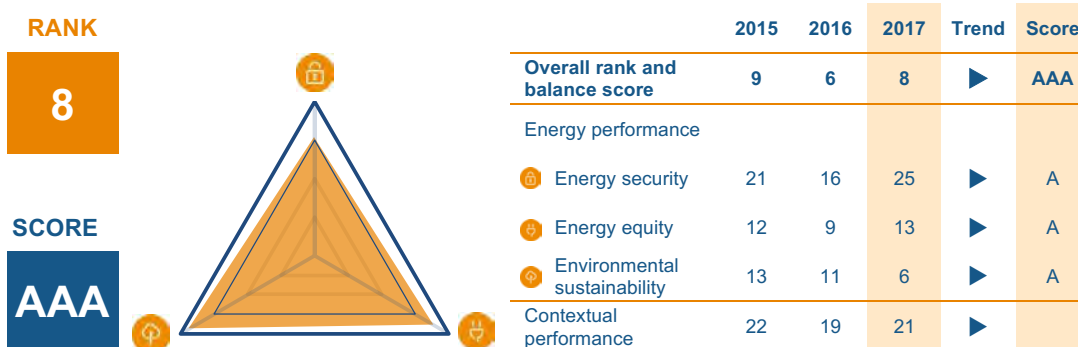 RANK
8
SCORE
AAA
2015 2016 2017 Trend Score
Overall rank and
balance score 9 6 8 AAA
Energy performance
Energy security 21 16 25 A
Energy equity 12 9 13 A
Environmental
sustainability 13 11 6 A
Contextual
performance 22 19 21